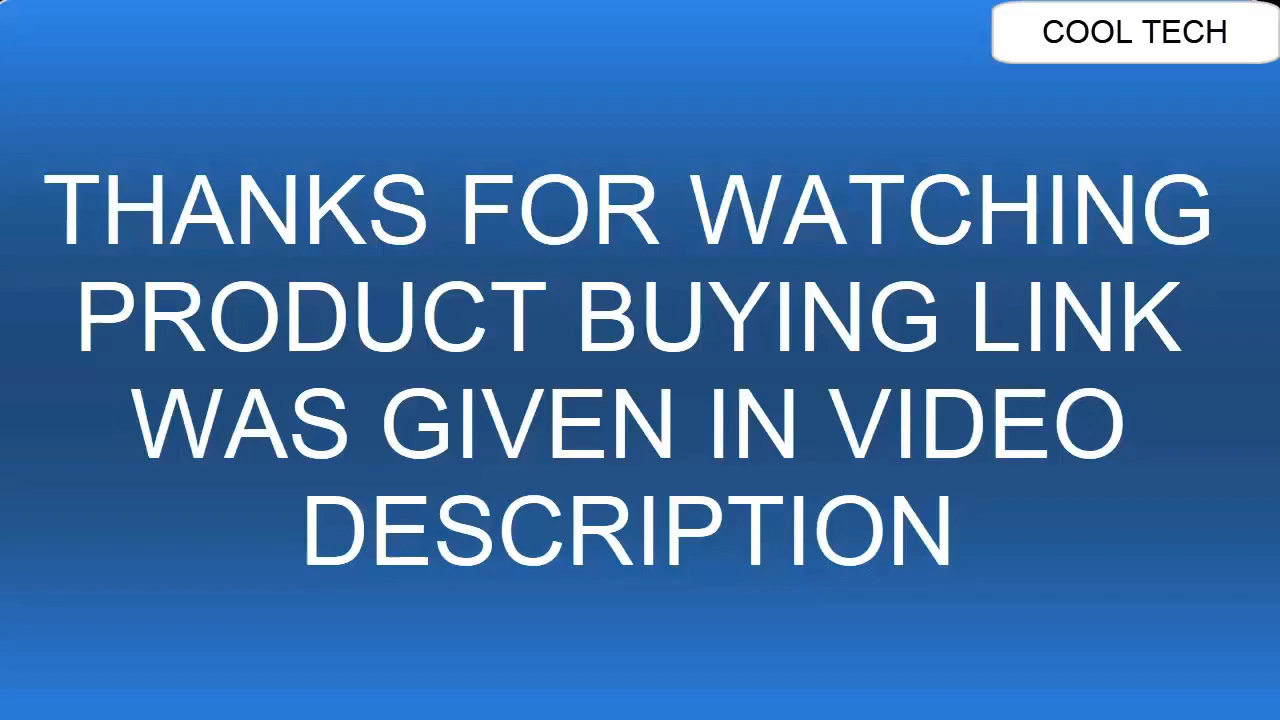 COOL TECH
THANKS FOR WATCHING
PRODUCT BUYING LINK
WAS GIVEN IN VIDEO
DESCRIPTION